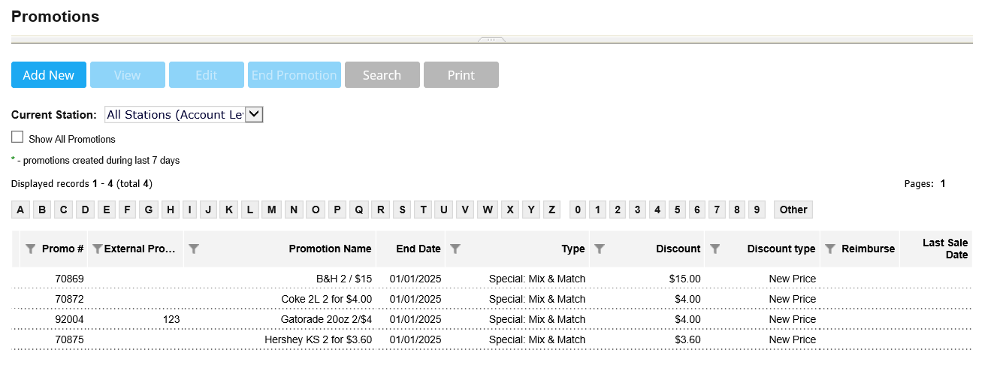 Promotions
Add New View Edit End Promotion Search Print
Current Station: All Stations (Account Le
Show All Promotions
* - promotions created during last 7 days
Displayed records 1 - 4 (total 4) Pages: 1
A B C D E F G H I J K L M N O P Q R S T U V W X Y Z 0 1 2 3 4 5 6 7 8 9 Other
Promo # External Pro... Promotion Name End Date Type Discount Discount type Reimburse Last Sale Date
70869 B&H 2 / $15 01/01/2025 Special: Mix & Match $15.00 New Price
70872 Coke 2L 2 for $4.00 01/01/2025 Special: Mix & Match $4.00 New Price
92004 123 Gatorade 20oz 2/$4 01/01/2025 Special: Mix & Match $4.00 New Price
70875 Hershey KS 2 for $3.60 01/01/2025 Special: Mix & Match $3.60 New Price